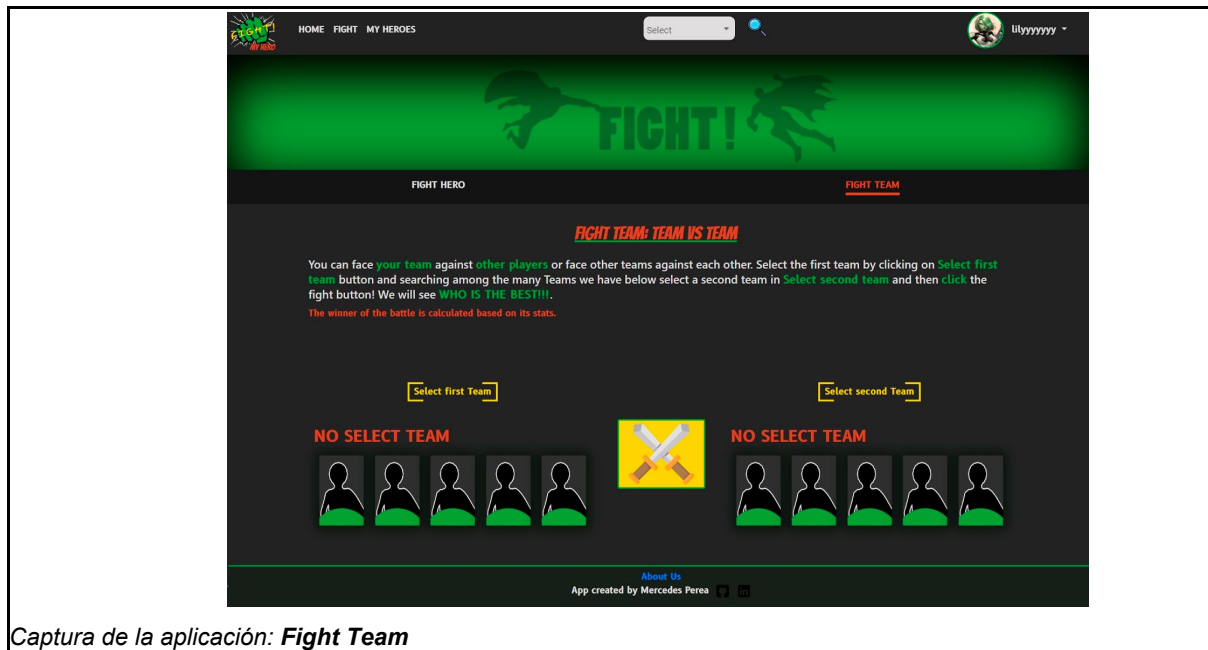 FIGHT!
MY HERO
HOME FIGHT MY HEROES
Select
lilyyyyyy
FIGHT!
FIGHT HERO
FIGHT TEAM
FIGHT TEAM: TEAM VS TEAM
You can face your team against other players or face other teams against each other. Select the first team by clicking on Select first
team button and searching among the many Teams we have below select a second team in Select second team and then click the
fight button! We will see WHO IS THE BEST!!!.
The winner of the battle is calculated based on its stats.
Select first Team
Select second Team
NO SELECT TEAM
NO SELECT TEAM
About Us
App created by Mercedes Perea
in
Captura de la aplicación: Fight Team